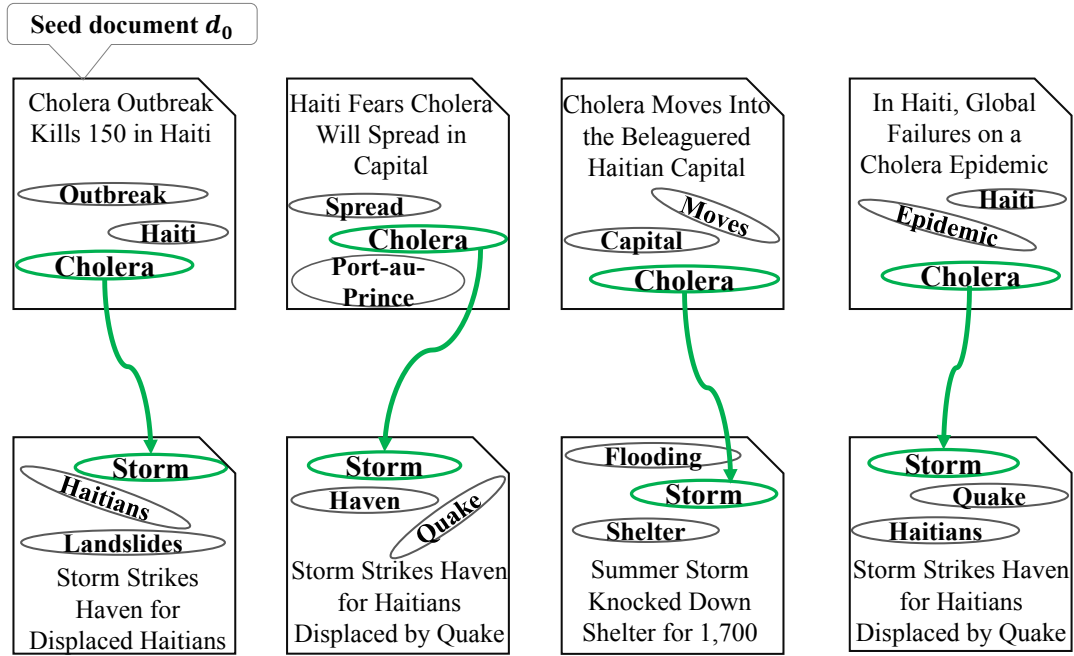 Seed document d₀
Cholera Outbreak
Kills 150 in Haiti
Outbreak
Haiti
Cholera
Haiti Fears Cholera
Will Spread in
Capital
Spread
Cholera
Port-au-
Prince
Cholera Moves Into
the Beleaguered
Haitian Capital
Moves
Capital
Cholera
In Haiti, Global
Failures on a
Cholera Epidemic
Haiti
Epidemic
Cholera
Storm
Haitians
Landslides
Storm Strikes
Haven for
Displaced Haitians
Storm
Haven
Quake
Storm Strikes Haven
for Haitians
Displaced by Quake
Flooding
Storm
Shelter
Summer Storm
Knocked Down
Shelter for 1,700
Storm
Quake
Haitians
Storm Strikes Haven
for Haitians
Displaced by Quake